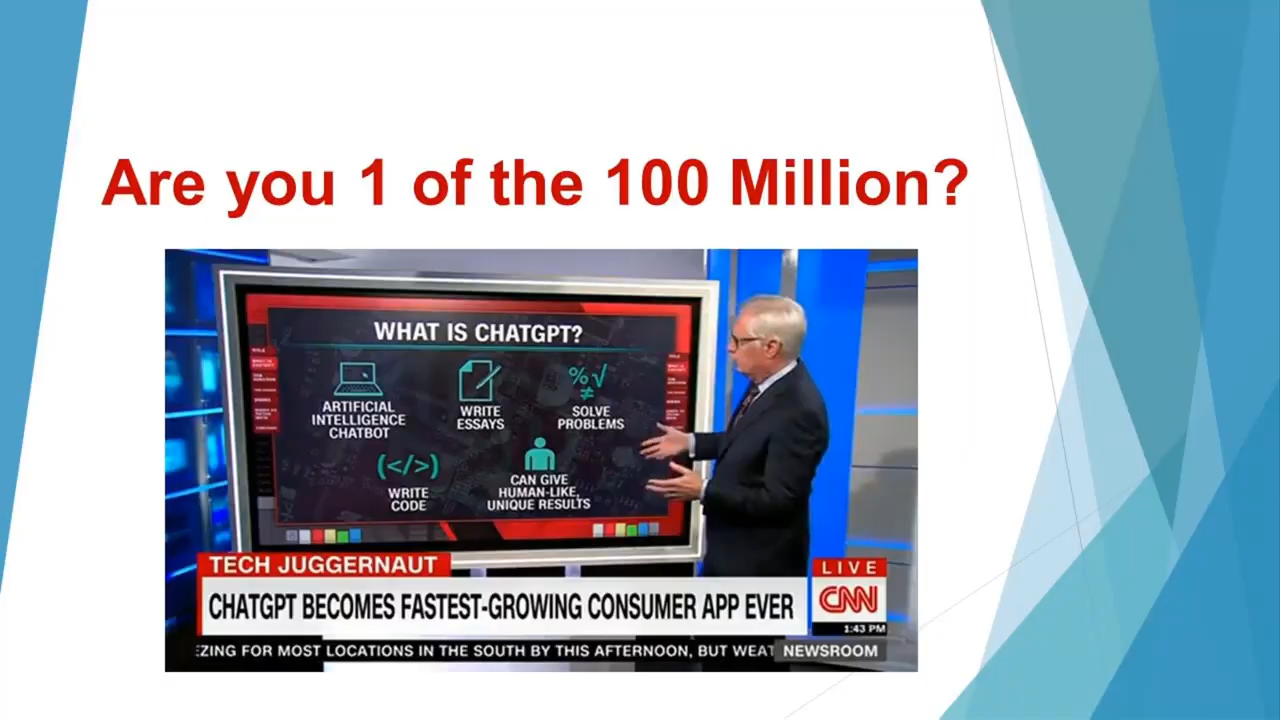 Are you 1 of the 100 Million?
WHAT IS CHATGPT?
ARTIFICIAL
INTELLIGENCE
CHATBOT
WRITE
ESSAYS
%√
≠
SOLVE
PROBLEMS
(</>)
WRITE
CODE
CAN GIVE
HUMAN-LIKE,
UNIQUE RESULTS
TECH JUGGERNAUT
CHATGPT BECOMES FASTEST-GROWING CONSUMER APP EVER
LIVE
CNN
1:43 PM
EZING FOR MOST LOCATIONS IN THE SOUTH BY THIS AFTERNOON, BUT WEAT
NEWSROOM